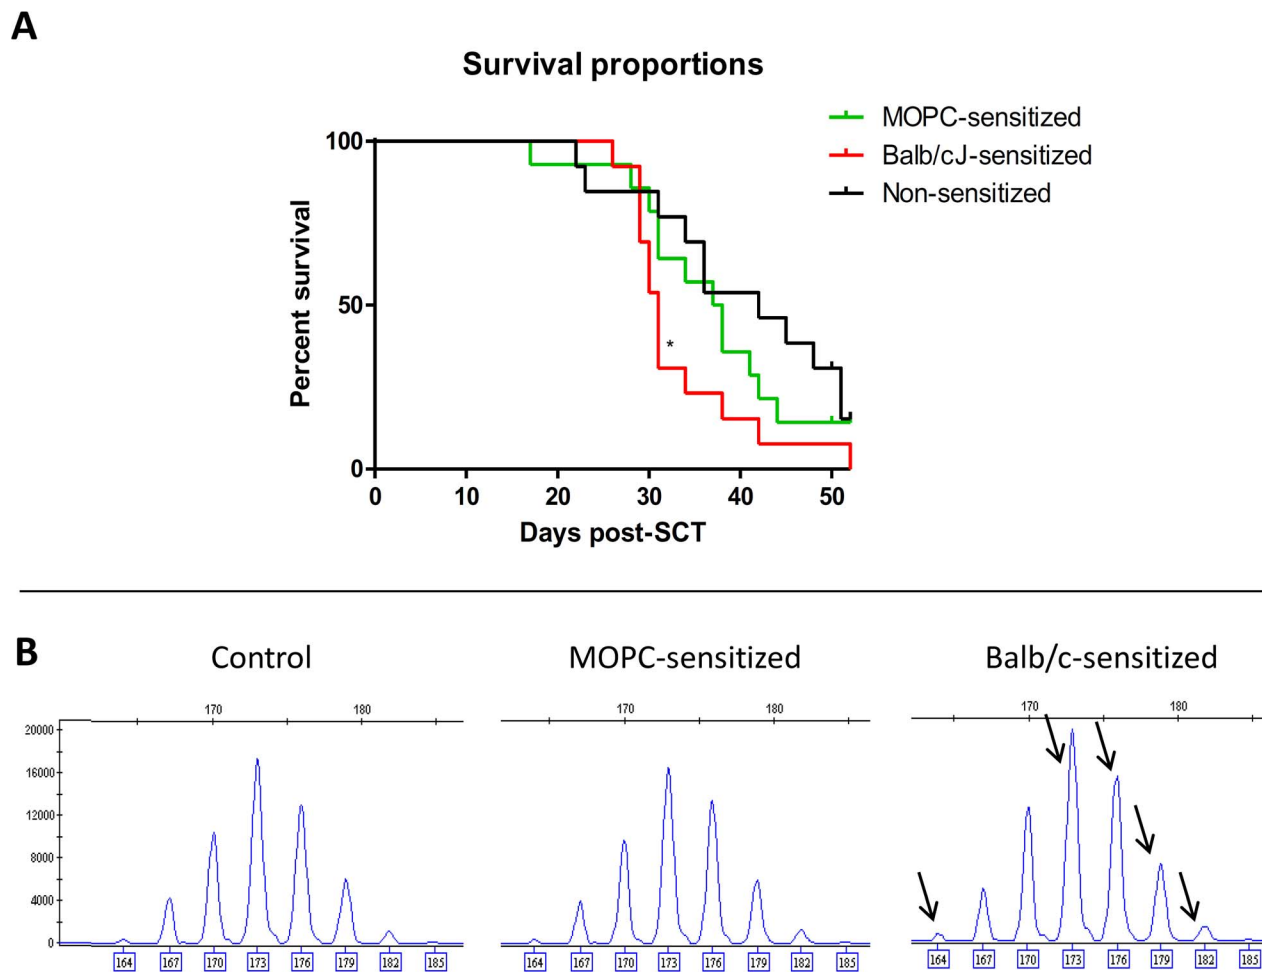 A
Survival proportions
MOPC-sensitized
Balb/cJ-sensitized
Non-sensitized
Percent survival
100
50
0
*
0 10 20 30 40 50
Days post-SCT
B
Control MOPC-sensitized Balb/c-sensitized
170 180 170 180 170 180
20000
16000
12000
8000
4000
0
164 167 170 173 176 179 182 185 164 167 170 173 176 179 182 185 164 167 170 173 176 179 182 185